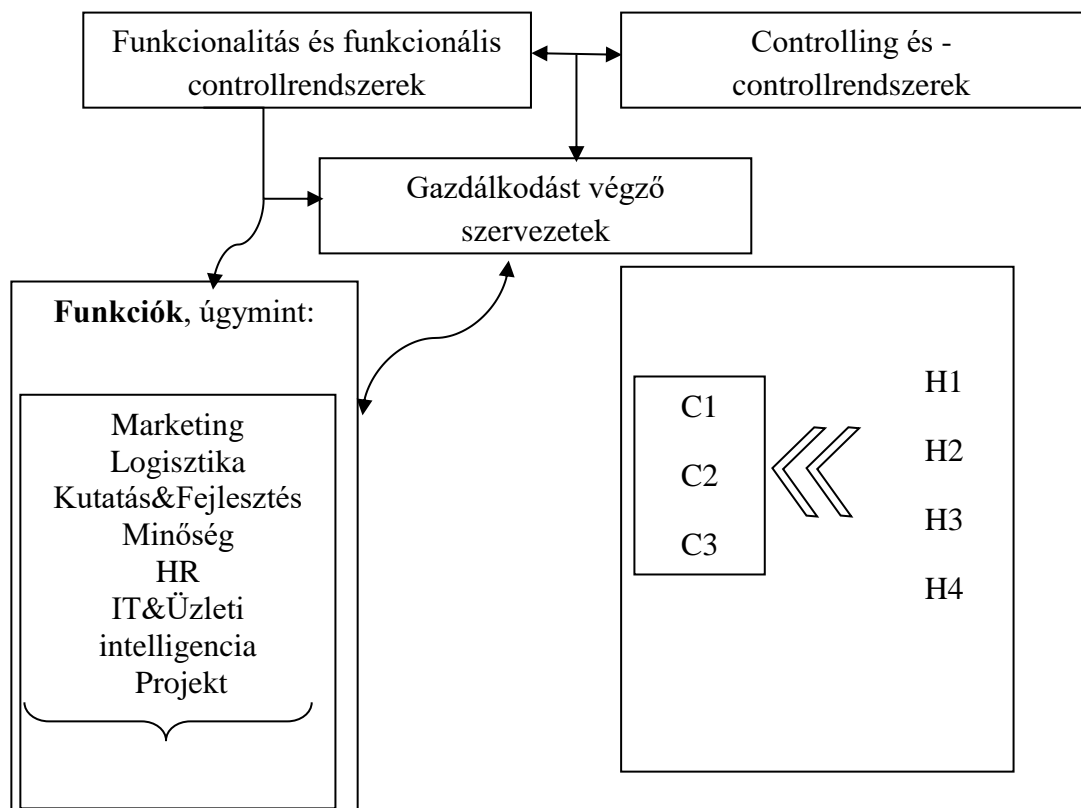 Funkcionalitás és funkcionális
controllrendszerek
Controlling és -
controllrendszerek
Gazdálkodást végző
szervezetek
Funkciók, úgymint:
Marketing
Logisztika
Kutatás&Fejlesztés
Minőség
HR
IT&Üzleti
intelligencia
Projekt
C1
C2
C3
H1
H2
H3
H4